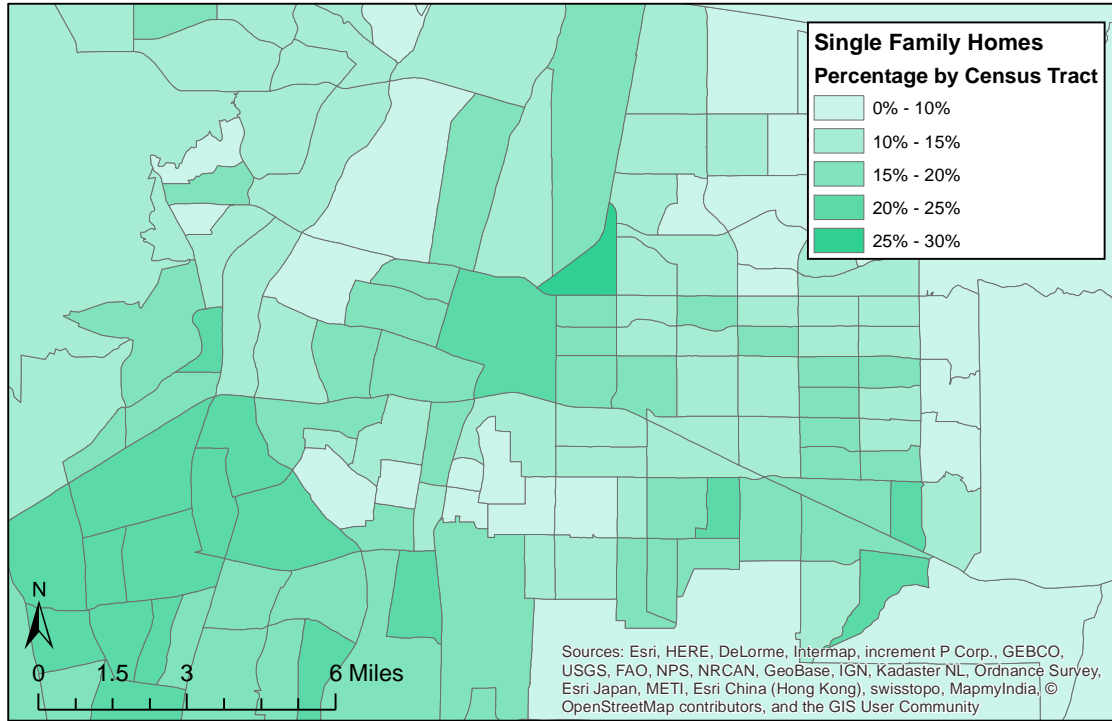 Single Family Homes
Percentage by Census Tract
0% - 10%
10% - 15%
15% - 20%
20% - 25%
25% - 30%
N
0 1.5 3 6 Miles
Sources: Esri, HERE, DeLorme, Intermap, increment P Corp., GEBCO,
USGS, FAO, NPS, NRCAN, GeoBase, IGN, Kadaster NL, Ordnance Survey,
Esri Japan, METI, Esri China (Hong Kong), swisstopo, MapmyIndia, ©
OpenStreetMap contributors, and the GIS User Community